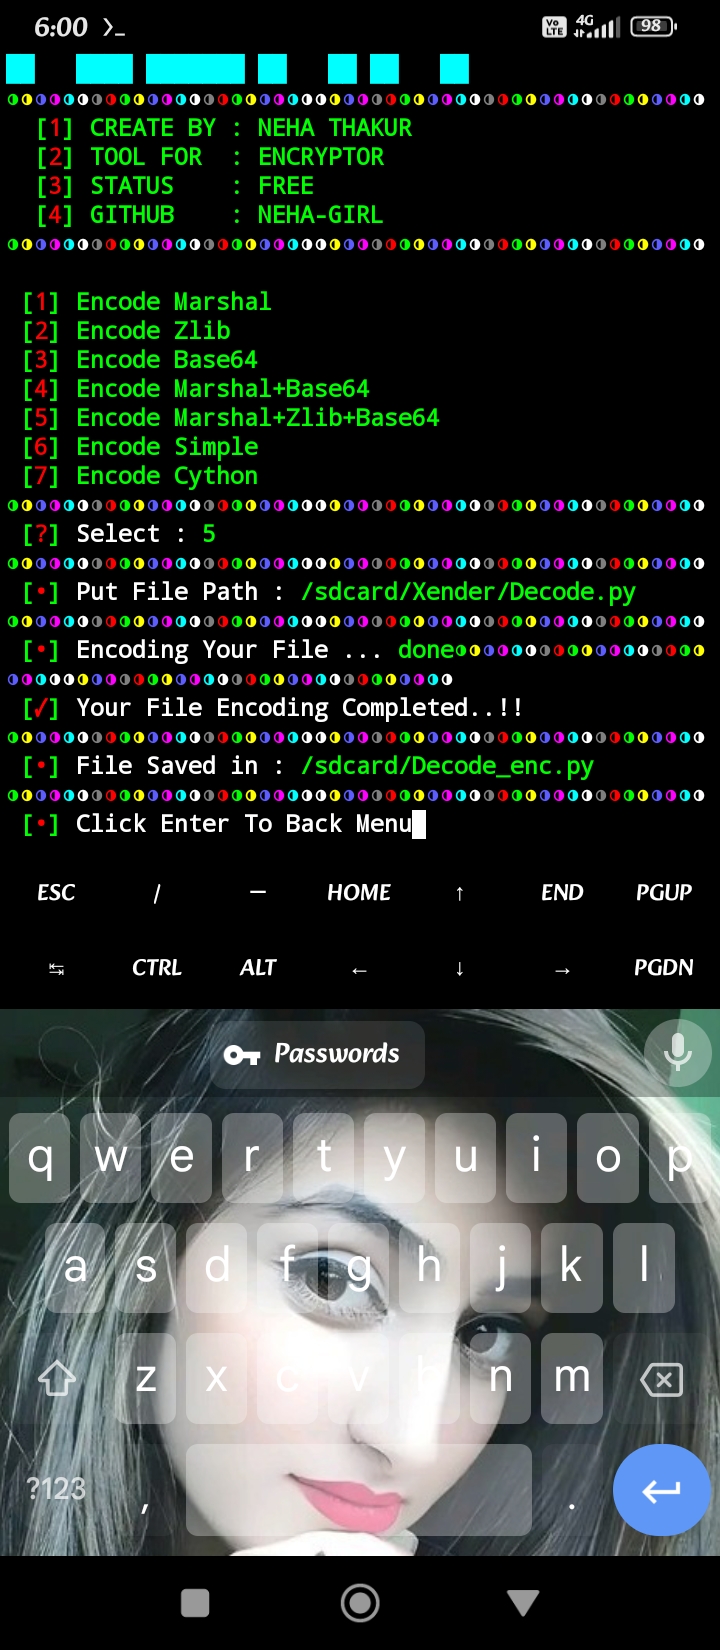 6:00
Vo LTE 4G 98
[1] CREATE BY : NEHA THAKUR
[2] TOOL FOR  : ENCRYPTOR
[3] STATUS    : FREE
[4] GITHUB    : NEHA-GIRL
[1] Encode Marshal
[2] Encode Zlib
[3] Encode Base64
[4] Encode Marshal+Base64
[5] Encode Marshal+Zlib+Base64
[6] Encode Simple
[7] Encode Cython
[?] Select : 5
[•] Put File Path : /sdcard/Xender/Decode.py
[•] Encoding Your File ... done
[✓] Your File Encoding Completed..!!
[•] File Saved in : /sdcard/Decode_enc.py
[•] Click Enter To Back Menu
ESC / — HOME ↑ END PGUP
↹ CTRL ALT ← ↓ → PGDN
Passwords
q w e r t y u i o p
a s d f g h j k l
z x c v b n m
?123 , .